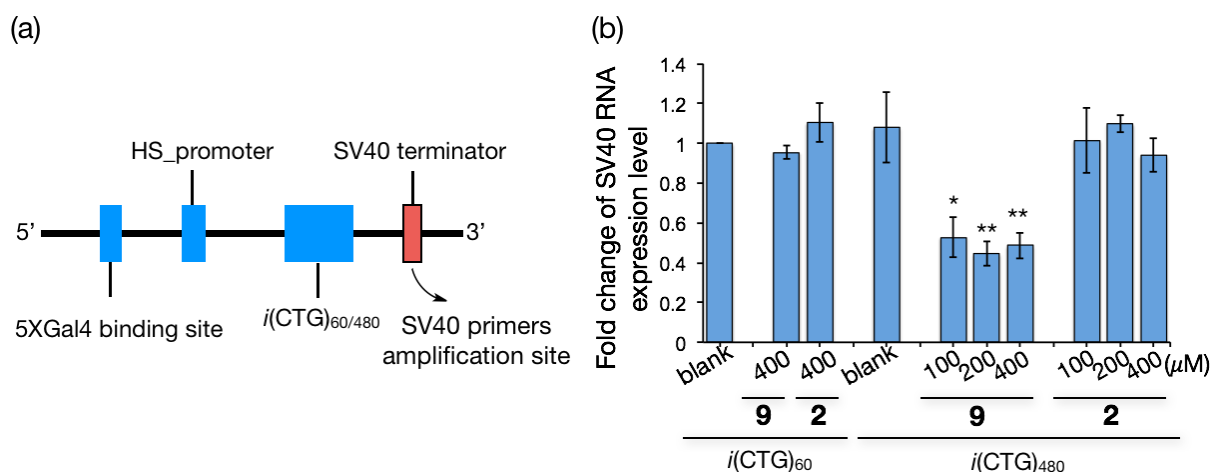 (a)
HS_promoter
SV40 terminator
5’
3’
5XGal4 binding site
i(CTG)60/480
SV40 primers
amplification site
(b)
Fold change of SV40 RNA
expression level
1.4
1.2
1
0.8
0.6
0.4
0.2
0
*
**
**
blank
400
400
blank
100
200
400
100
200
400
(μM)
9
2
9
2
i(CTG)60
i(CTG)480